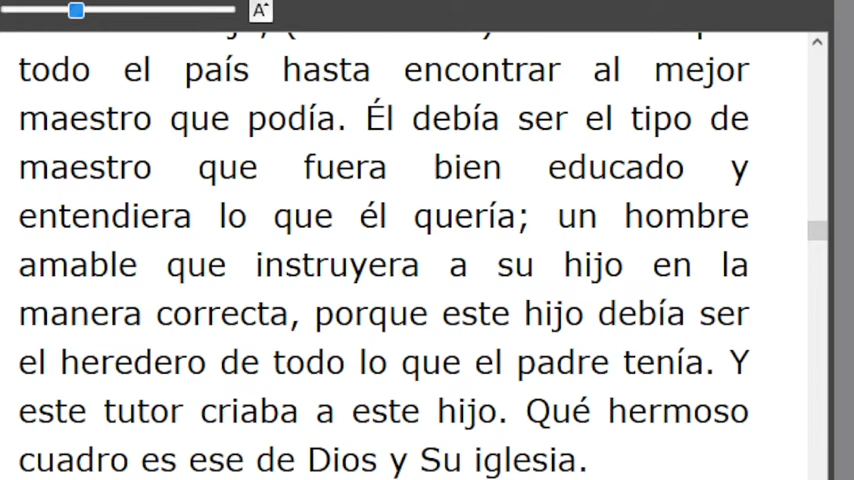 A
todo el país hasta encontrar al mejor
maestro que podía. Él debía ser el tipo de
maestro que fuera bien educado y
entendiera lo que él quería; un hombre
amable que instruyera a su hijo en la
manera correcta, porque este hijo debía ser
el heredero de todo lo que el padre tenía. Y
este tutor criaba a este hijo. Qué hermoso
cuadro es ese de Dios y Su iglesia.